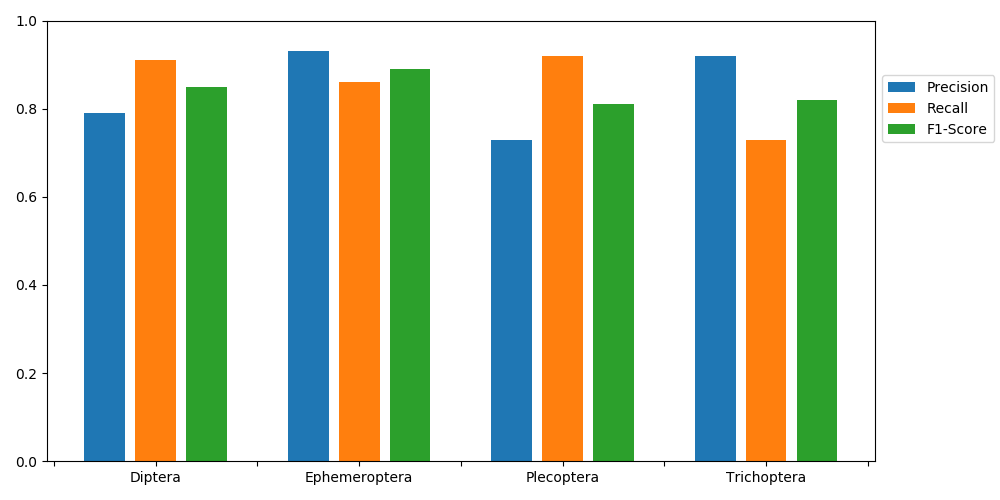 1.0
0.8
0.6
0.4
0.2
0.0
Diptera
Ephemeroptera
Plecoptera
Trichoptera
Precision
Recall
F1-Score